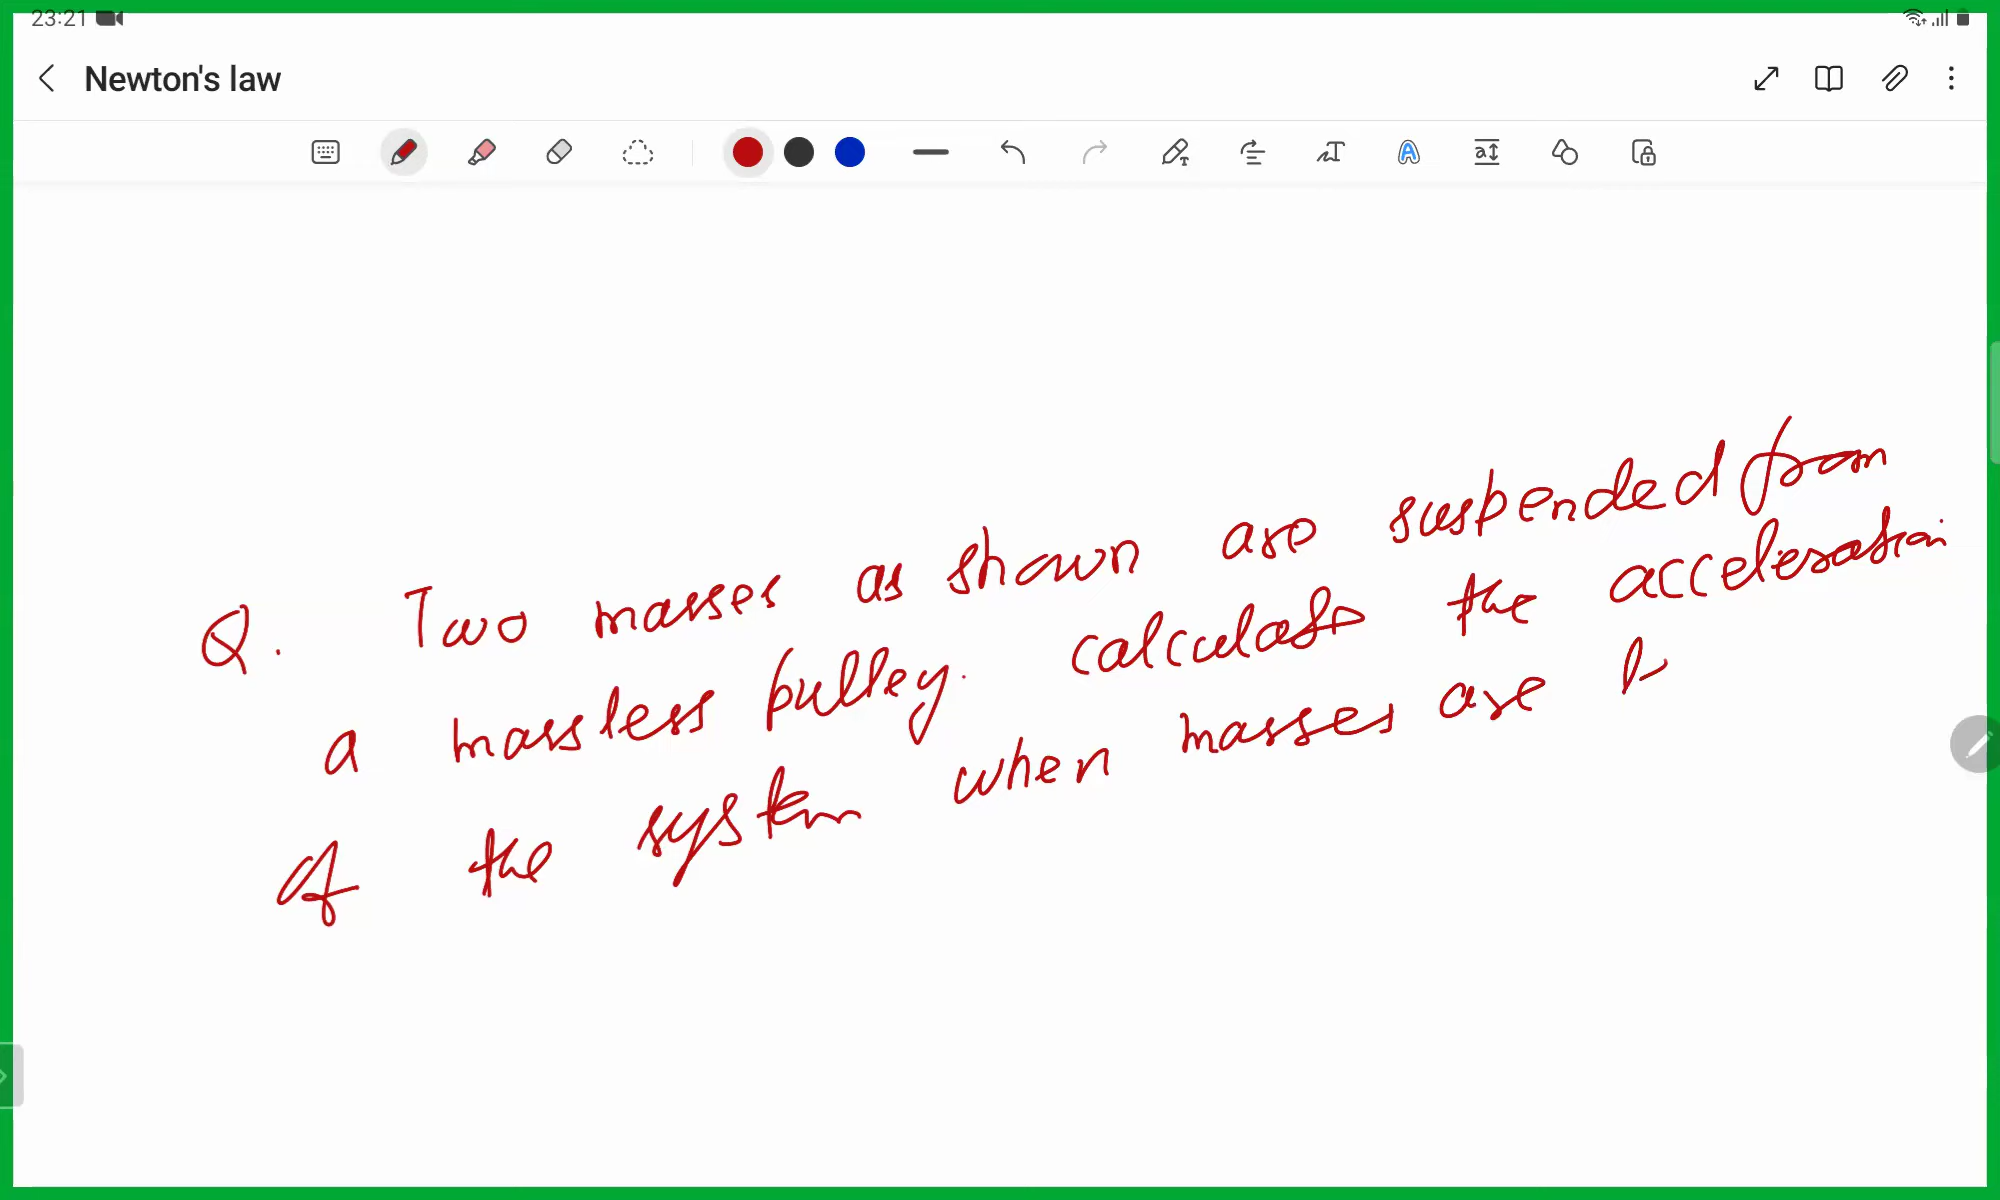 23:21
Newton's law
Q. Two masses as shown are suspended from
a massless pulley. calculate the acceleration
of the system when masses are